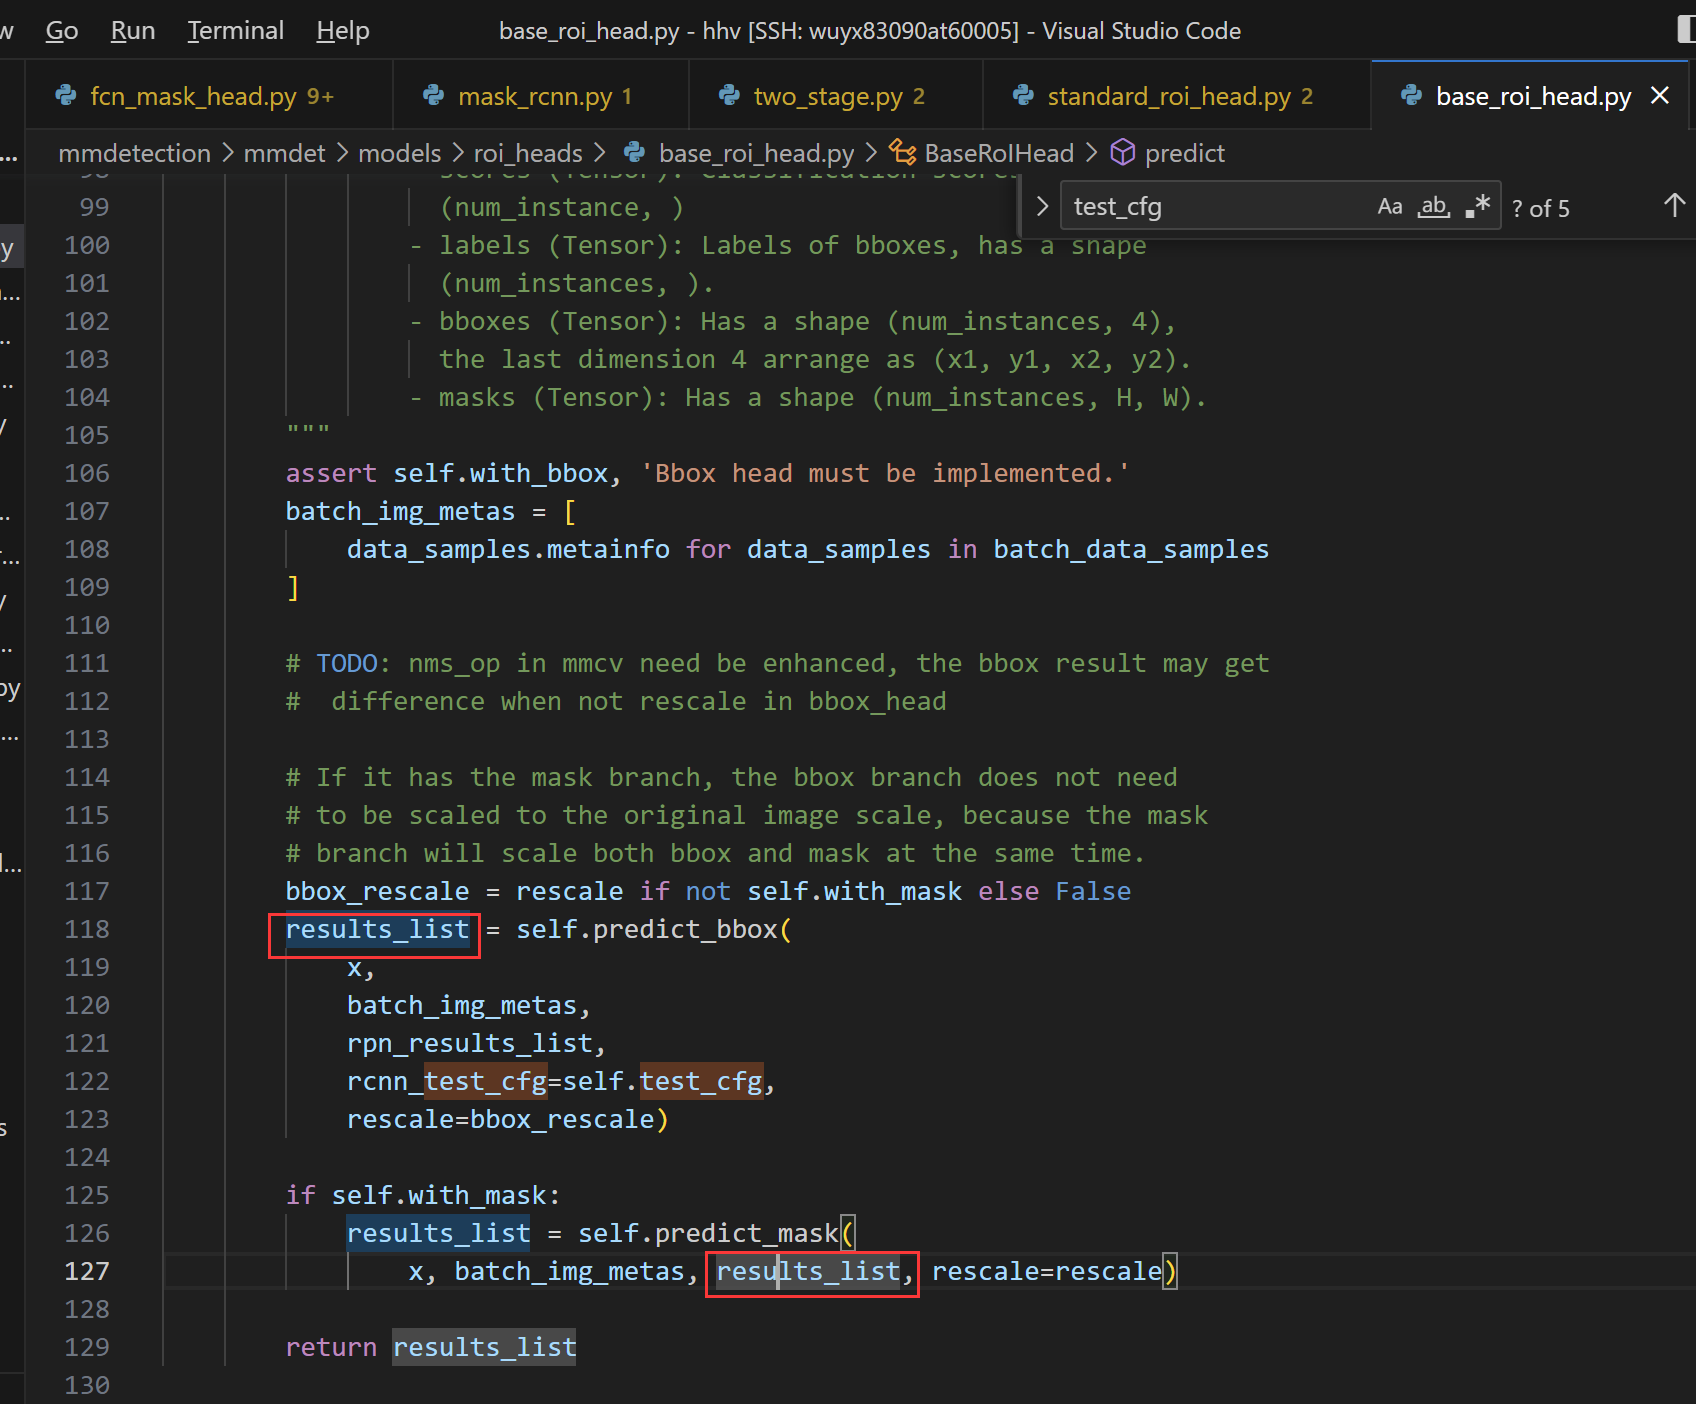 Go Run Terminal Help base_roi_head.py - hhv [SSH: wuyx83090at60005] - Visual Studio Code
fcn_mask_head.py 9+ mask_rcnn.py 1 two_stage.py 2 standard_roi_head.py 2 base_roi_head.py
mmdetection > mmdet > models > roi_heads > base_roi_head.py > BaseRoIHead > predict
test_cfg Aa ab .* ? of 5
99 (num_instance, )
100 - labels (Tensor): Labels of bboxes, has a shape
101 (num_instances, ).
102 - bboxes (Tensor): Has a shape (num_instances, 4),
103 the last dimension 4 arrange as (x1, y1, x2, y2).
104 - masks (Tensor): Has a shape (num_instances, H, W).
105 """
106 assert self.with_bbox, 'Bbox head must be implemented.'
107 batch_img_metas = [
108 data_samples.metainfo for data_samples in batch_data_samples
109 ]
110
111 # TODO: nms_op in mmcv need be enhanced, the bbox result may get
112 #  difference when not rescale in bbox_head
113
114 # If it has the mask branch, the bbox branch does not need
115 # to be scaled to the original image scale, because the mask
116 # branch will scale both bbox and mask at the same time.
117 bbox_rescale = rescale if not self.with_mask else False
118 results_list = self.predict_bbox(
119 x,
120 batch_img_metas,
121 rpn_results_list,
122 rcnn_test_cfg=self.test_cfg,
123 rescale=bbox_rescale)
124
125 if self.with_mask:
126 results_list = self.predict_mask(
127 x, batch_img_metas, results_list, rescale=rescale)
128
129 return results_list
130